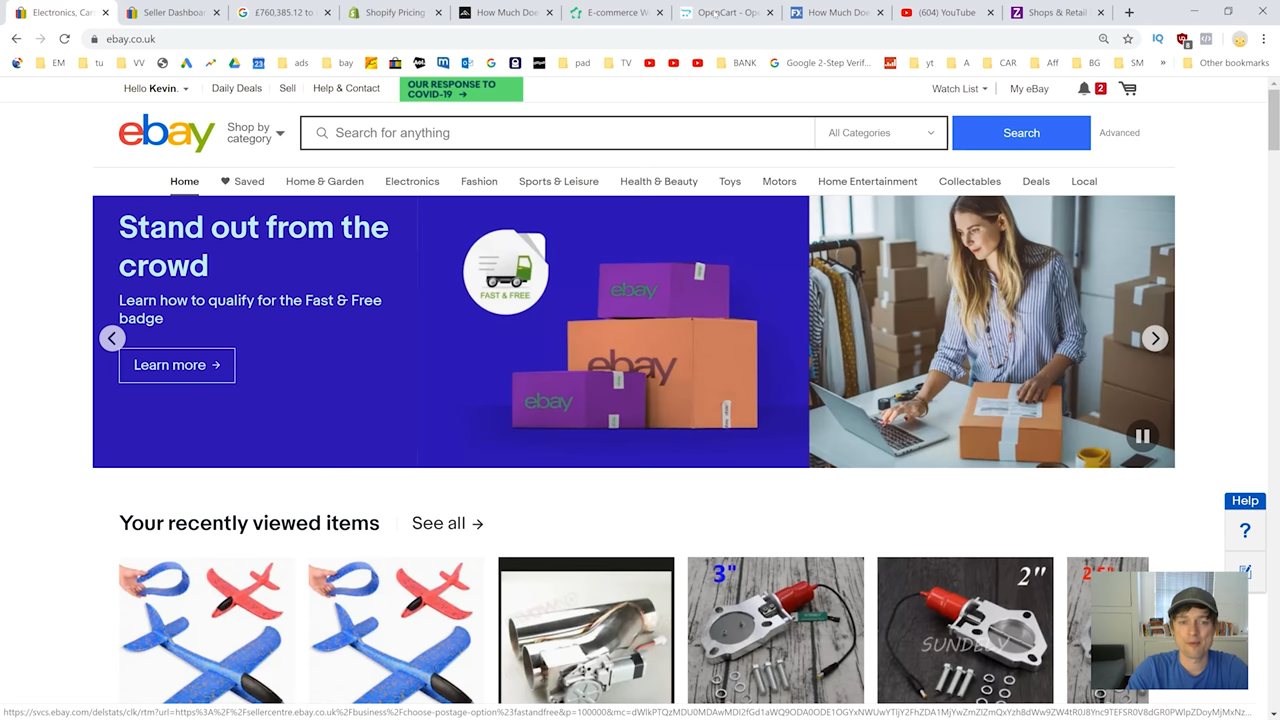 Electronics, Car
Seller Dashboar
£760,385.12 to
Shopify Pricing
How Much Doe
E-commerce W
OpenCart - Ope
How Much Doe
(604) YouTube
Shops & Retail
ebay.co.uk
EM
tu
VV
ads
bay
pad
TV
BANK
Google 2-Step Verif...
yt
A
CAR
Aff
BG
SM
»
Other bookmarks
Hello Kevin.
Daily Deals
Sell
Help & Contact
OUR RESPONSE TO
COVID-19 →
Watch List
My eBay
2
ebay
Shop by
category
Search for anything
All Categories
Search
Advanced
Home
Saved
Home & Garden
Electronics
Fashion
Sports & Leisure
Health & Beauty
Toys
Motors
Home Entertainment
Collectables
Deals
Local
Stand out from the
crowd
Learn how to qualify for the Fast & Free
badge
Learn more →
FAST & FREE
ebay
ebay
ebay
Help
?
Your recently viewed items
See all →
3"
2"
SUNDELY